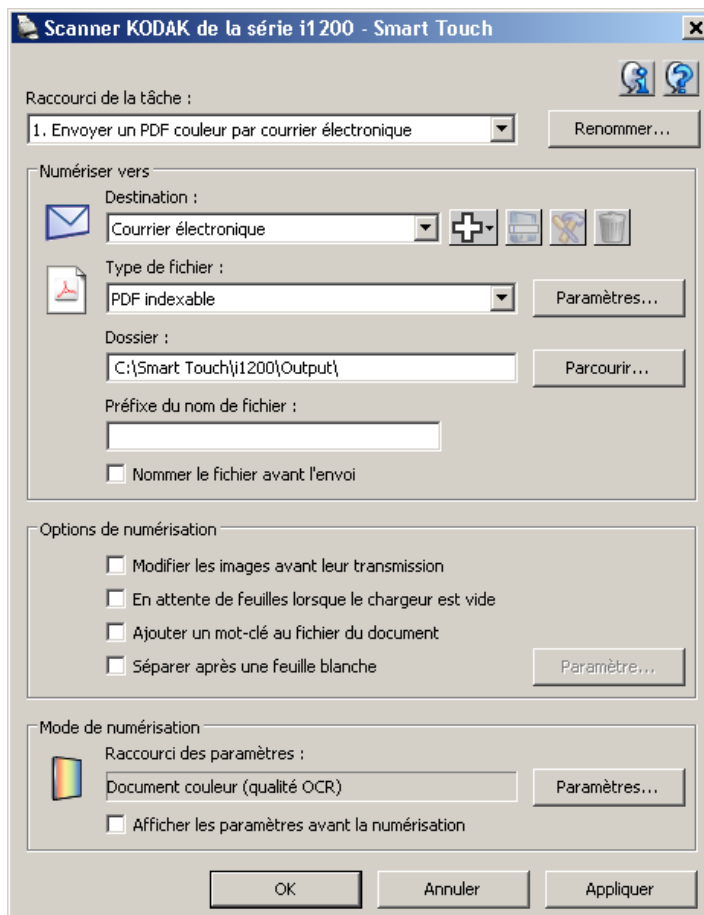 Scanner KODAK de la série i1200 - Smart Touch
Raccourci de la tâche :
1. Envoyer un PDF couleur par courrier électronique
Renommer...
Numériser vers
Destination :
Courrier électronique
Type de fichier :
PDF indexable
Paramètres...
Dossier :
C:\Smart Touch\i1200\Output\
Parcourir...
Préfixe du nom de fichier :
Nommer le fichier avant l'envoi
Options de numérisation
Modifier les images avant leur transmission
En attente de feuilles lorsque le chargeur est vide
Ajouter un mot-clé au fichier du document
Séparer après une feuille blanche
Paramètre...
Mode de numérisation
Raccourci des paramètres :
Document couleur (qualité OCR)
Paramètres...
Afficher les paramètres avant la numérisation
OK
Annuler
Appliquer